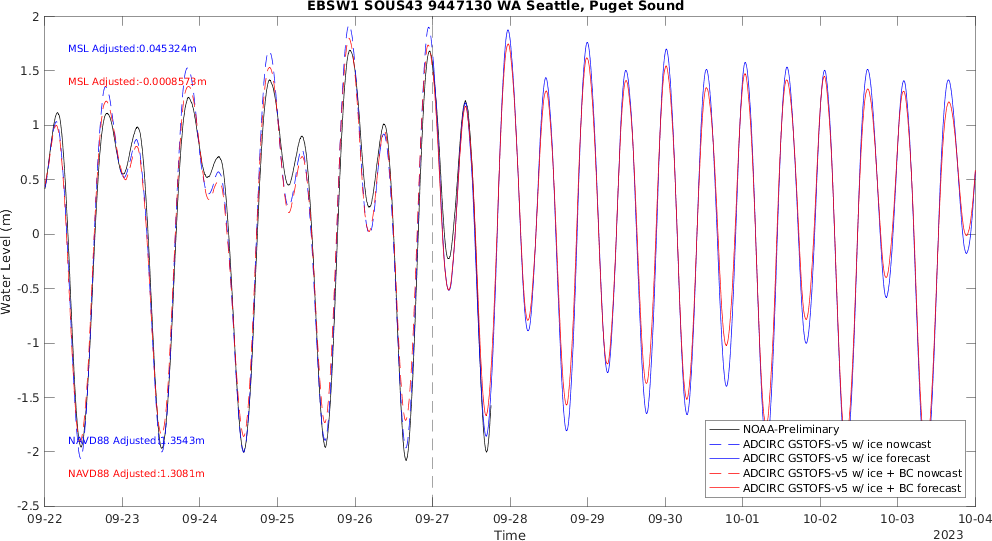 EBSW1 SOUS43 9447130 WA Seattle, Puget Sound
2
1.5
1
0.5
0
-0.5
-1
-1.5
-2
-2.5
Water Level (m)
MSL Adjusted:0.045324m
MSL Adjusted:-0.0008573m
NAVD88 Adjusted:1.3543m
NAVD88 Adjusted:1.3081m
NOAA-Preliminary
ADCIRC GSTOFS-v5 w/ ice nowcast
ADCIRC GSTOFS-v5 w/ ice forecast
ADCIRC GSTOFS-v5 w/ ice + BC nowcast
ADCIRC GSTOFS-v5 w/ ice + BC forecast
09-22 09-23 09-24 09-25 09-26 09-27 09-28 09-29 09-30 10-01 10-02 10-03 10-04
Time
2023